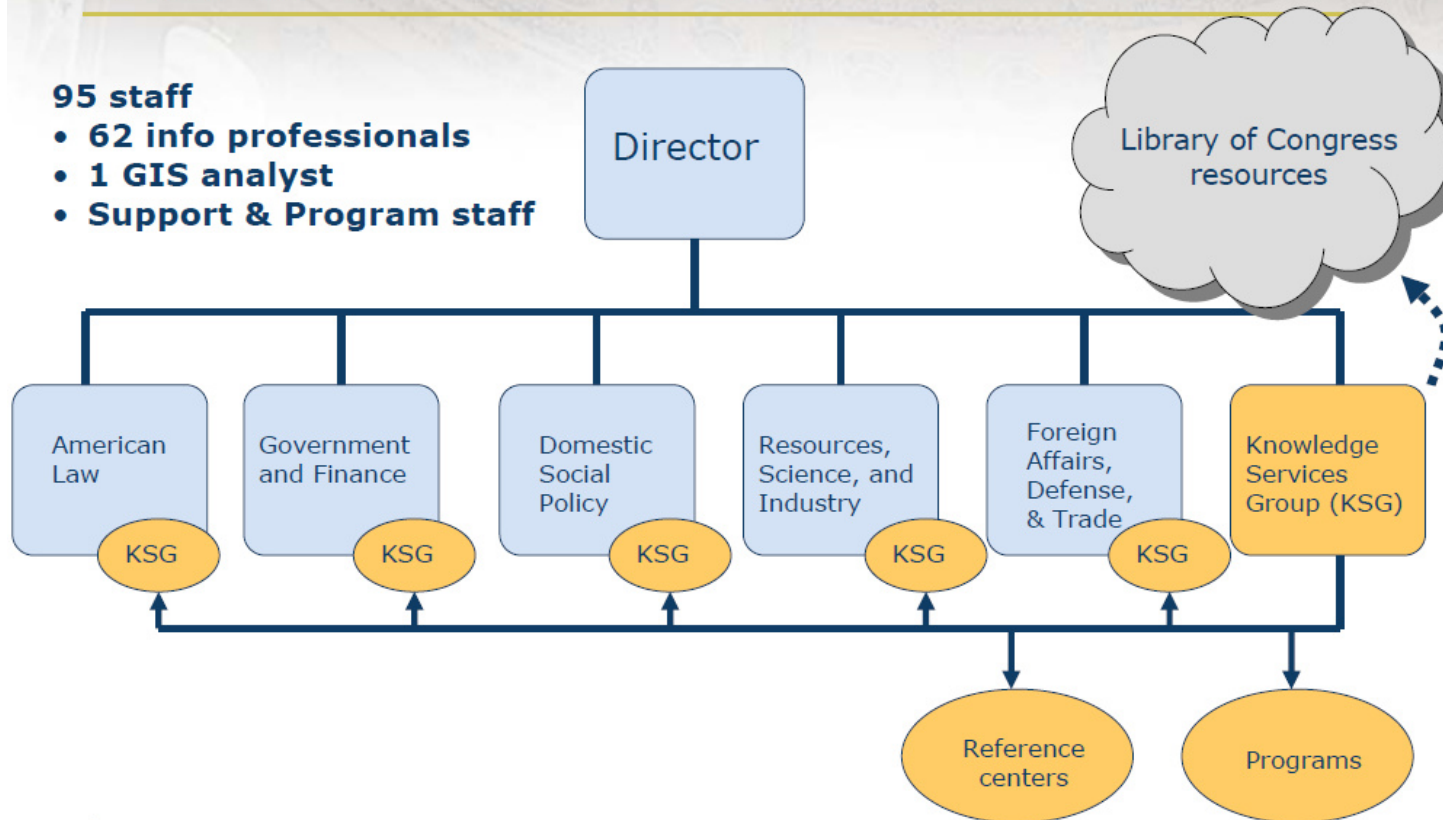 95 staff
• 62 info professionals
• 1 GIS analyst
• Support & Program staff
Director
Library of Congress
resources
American
Law
Government
and Finance
Domestic
Social
Policy
Resources,
Science, and
Industry
Foreign
Affairs,
Defense,
& Trade
Knowledge
Services
Group (KSG)
KSG
KSG
KSG
KSG
KSG
Reference
centers
Programs